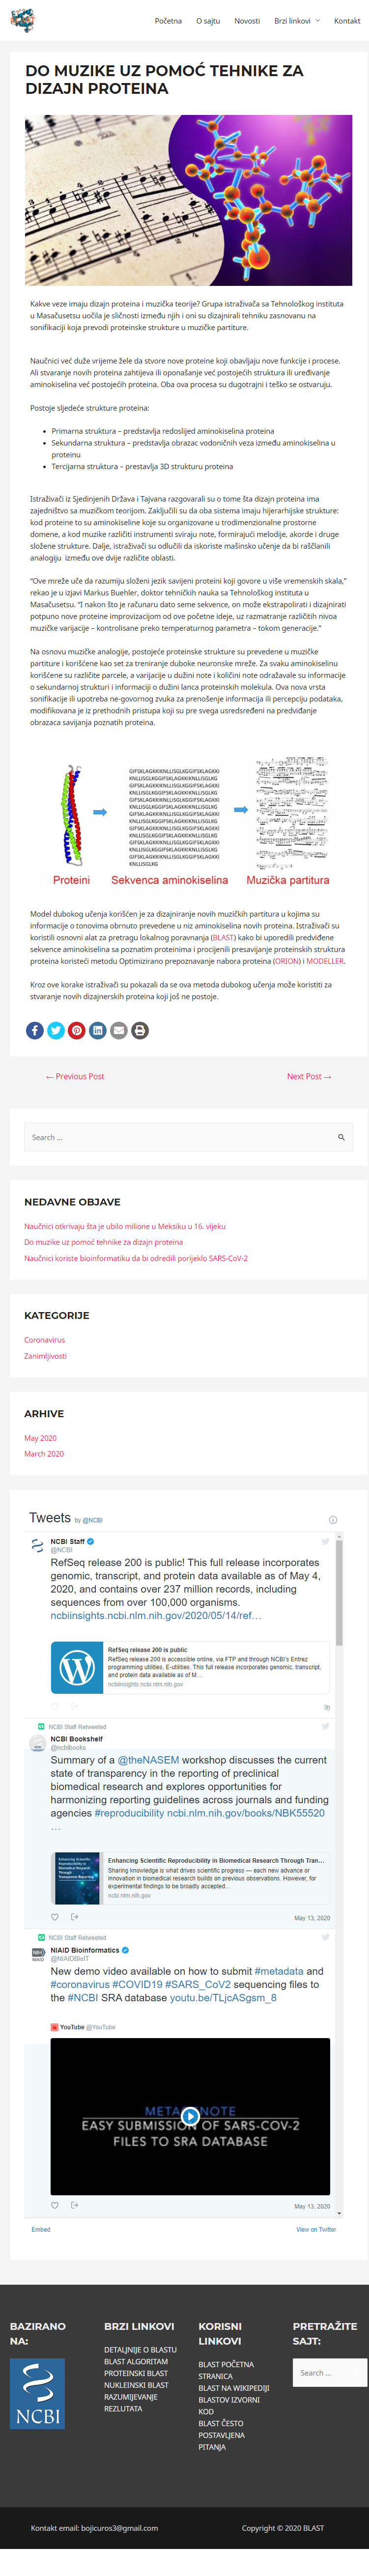 Početna O sajtu Novosti Brzi linkovi Kontakt
DO MUZIKE UZ POMOĆ TEHNIKE ZA
DIZAJN PROTEINA
Kakve veze imaju dizajn proteina i muzička teorije? Grupa istraživača sa Tehnološkog instituta
u Masačusetsu uočila je sličnosti između njih i oni su dizajnirali tehniku zasnovanu na
sonifikaciji koja prevodi proteinske strukture u muzičke partiture.
Naučnici već duže vrijeme žele da stvore nove proteine koji obavljaju nove funkcije i procese.
Ali stvaranje novih proteina zahtijeva ili oponašanje već postojećih struktura ili uređivanje
aminokiselina već postojećih proteina. Oba ova procesa su dugotrajni i teško se ostvaruju.
Postoje sljedeće strukture proteina:
• Primarna struktura – predstavlja redoslijed aminokiselina proteina
• Sekundarna struktura – predstavlja obrazac vodoničnih veza između aminokiselina u
proteinu
• Tercijarna struktura – prestavlja 3D strukturu proteina
Istraživači iz Sjedinjenih Država i Tajvana razgovarali su o tome šta dizajn proteina ima
zajedništvo sa muzičkom teorijom. Zaključili su da oba sistema imaju hijerarhijske strukture:
kod proteine to su aminokiseline koje su organizovane u trodimenzionalne prostorne
domene, a kod muzike različiti instrumenti sviraju note, formirajući melodije, akorde i druge
složene strukture. Dalje, istraživači su odlučili da iskoriste mašinsko učenje da bi rasčlanili
analogiju između ove dvije različite oblasti.
"Ove mreže uče da razumiju složeni jezik savijeni proteini koji govore u više vremenskih skala,"
rekao je u izjavi Markus Buehler, doktor tehničkih nauka sa Tehnološkog instituta u
Masačusetsu. "I nakon što je računaru dato seme sekvence, on može ekstrapolirati i dizajnirati
potpuno nove proteine improvizacijom od ove početne ideje, uz razmatranje različitih nivoa
muzičke varijacije – kontrolisane preko temperaturnog parametra – tokom generacije."
Na osnovu muzičke analogije, postojeće proteinske strukture su prevedene u muzičke
partiture i korišćene kao set za treniranje duboke neuronske mreže. Za svaku aminokiselinu
korišćene su različite parcele, a varijacije u dužini note i količini note odražavale su informacije
o sekundarnoj strukturi i informaciji o dužini lanca proteinskih molekula. Ova nova vrsta
sonifikacije ili upotreba ne-govornog zvuka za prenošenje informacija ili percepciju podataka,
modifikovana je iz prethodnih pristupa koji su pre svega usredsređeni na predviđanje
obrazaca savijanja poznatih proteina.
Proteini Sekvenca aminokiselina Muzička partitura
Model dubokog učenja korišćen je za dizajniranje novih muzičkih partitura u kojima su
informacije o tonovima obrnuto prevedene u niz aminokiselina novih proteina. Istraživači su
koristili osnovni alat za pretragu lokalnog poravnanja (BLAST) kako bi uporedili predviđene
sekvence aminokiselina sa poznatim proteinima i procijenili presavijanje proteinskih struktura
proteina koristeći metodu Optimizirano prepoznavanje nabora proteina (ORION) i MODELLER.
Kroz ove korake istraživači su pokazali da se ova metoda dubokog učenja može koristiti za
stvaranje novih dizajnerskih proteina koji još ne postoje.
← Previous Post Next Post →
Search ...
NEDAVNE OBJAVE
Naučnici otkrivaju šta je ubilo milione u Meksiku u 16. vijeku
Do muzike uz pomoć tehnike za dizajn proteina
Naučnici koriste bioinformatiku da bi odredili porijeklo SARS-CoV-2
KATEGORIJE
Coronavirus
Zanimljivosti
ARHIVE
May 2020
March 2020
Tweets by @NCBI
NCBI Staff
@NCBI
RefSeq release 200 is public! This full release incorporates
genomic, transcript, and protein data available as of May 4,
2020, and contains over 237 million records, including
sequences from over 100,000 organisms.
ncbiinsights.ncbi.nlm.nih.gov/2020/05/14/ref…
RefSeq release 200 is public
RefSeq release 200 is accessible online, via FTP and through NCBI's Entrez
programming utilities, E-utilities. This full release incorporates genomic, transcript,
and protein data available as of M…
ncbiinsights.ncbi.nlm.nih.gov
NCBI Staff Retweeted
NCBI Bookshelf
@ncbibooks
Summary of a @theNASEM workshop discusses the current
state of transparency in the reporting of preclinical
biomedical research and explores opportunities for
harmonizing reporting guidelines across journals and funding
agencies #reproducibility ncbi.nlm.nih.gov/books/NBK55520
…
Enhancing Scientific Reproducibility in Biomedical Research Through Tran…
Sharing knowledge is what drives scientific progress — each new advance or
innovation in biomedical research builds on previous observations. However, for
experimental findings to be broadly accepted…
ncbi.nlm.nih.gov
May 13, 2020
NCBI Staff Retweeted
NIAID Bioinformatics
@NIAIDBioIT
New demo video available on how to submit #metadata and
#coronavirus #COVID19 #SARS_CoV2 sequencing files to
the #NCBI SRA database youtu.be/TLjcASgsm_8
YouTube @YouTube
EASY SUBMISSION OF SARS-COV-2
FILES TO SRA DATABASE
May 13, 2020
Embed View on Twitter
BAZIRANO
NA:
NCBI
BRZI LINKOVI
DETALJNIJE O BLASTU
BLAST ALGORITAM
PROTEINSKI BLAST
NUKLEINSKI BLAST
RAZUMIJEVANJE
REZLUTATA
KORISNI
LINKOVI
BLAST POČETNA
STRANICA
BLAST NA WIKIPEDIJI
BLASTOV IZVORNI
KOD
BLAST ČESTO
POSTAVLJENA
PITANJA
PRETRAŽITE
SAJT:
Search ...
Kontakt email: bojicuros3@gmail.com Copyright © 2020 BLAST